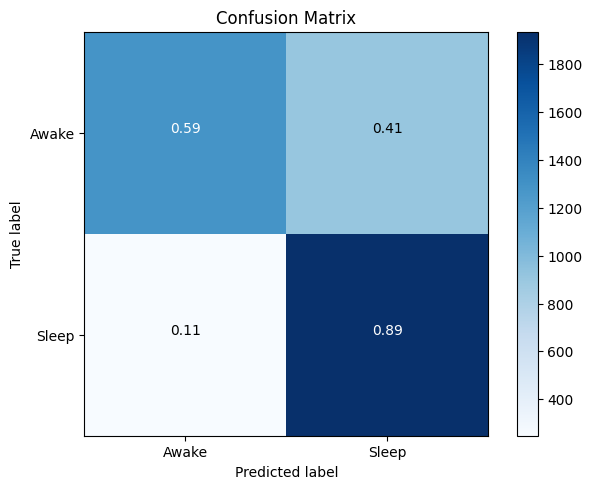 Confusion Matrix
True label
Awake
0.59 0.41
Sleep
0.11 0.89
Awake Sleep
Predicted label
1800
1600
1400
1200
1000
800
600
400